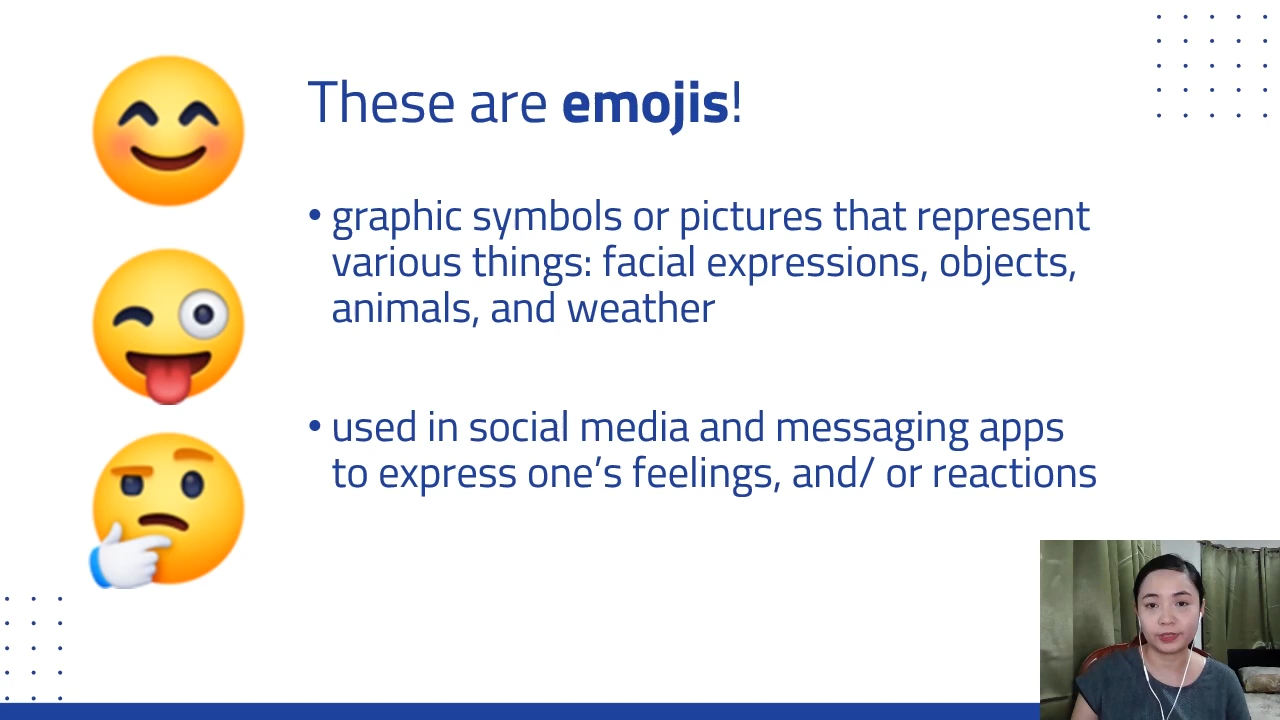 These are emojis!
• graphic symbols or pictures that represent
various things: facial expressions, objects,
animals, and weather
• used in social media and messaging apps
to express one’s feelings, and/ or reactions